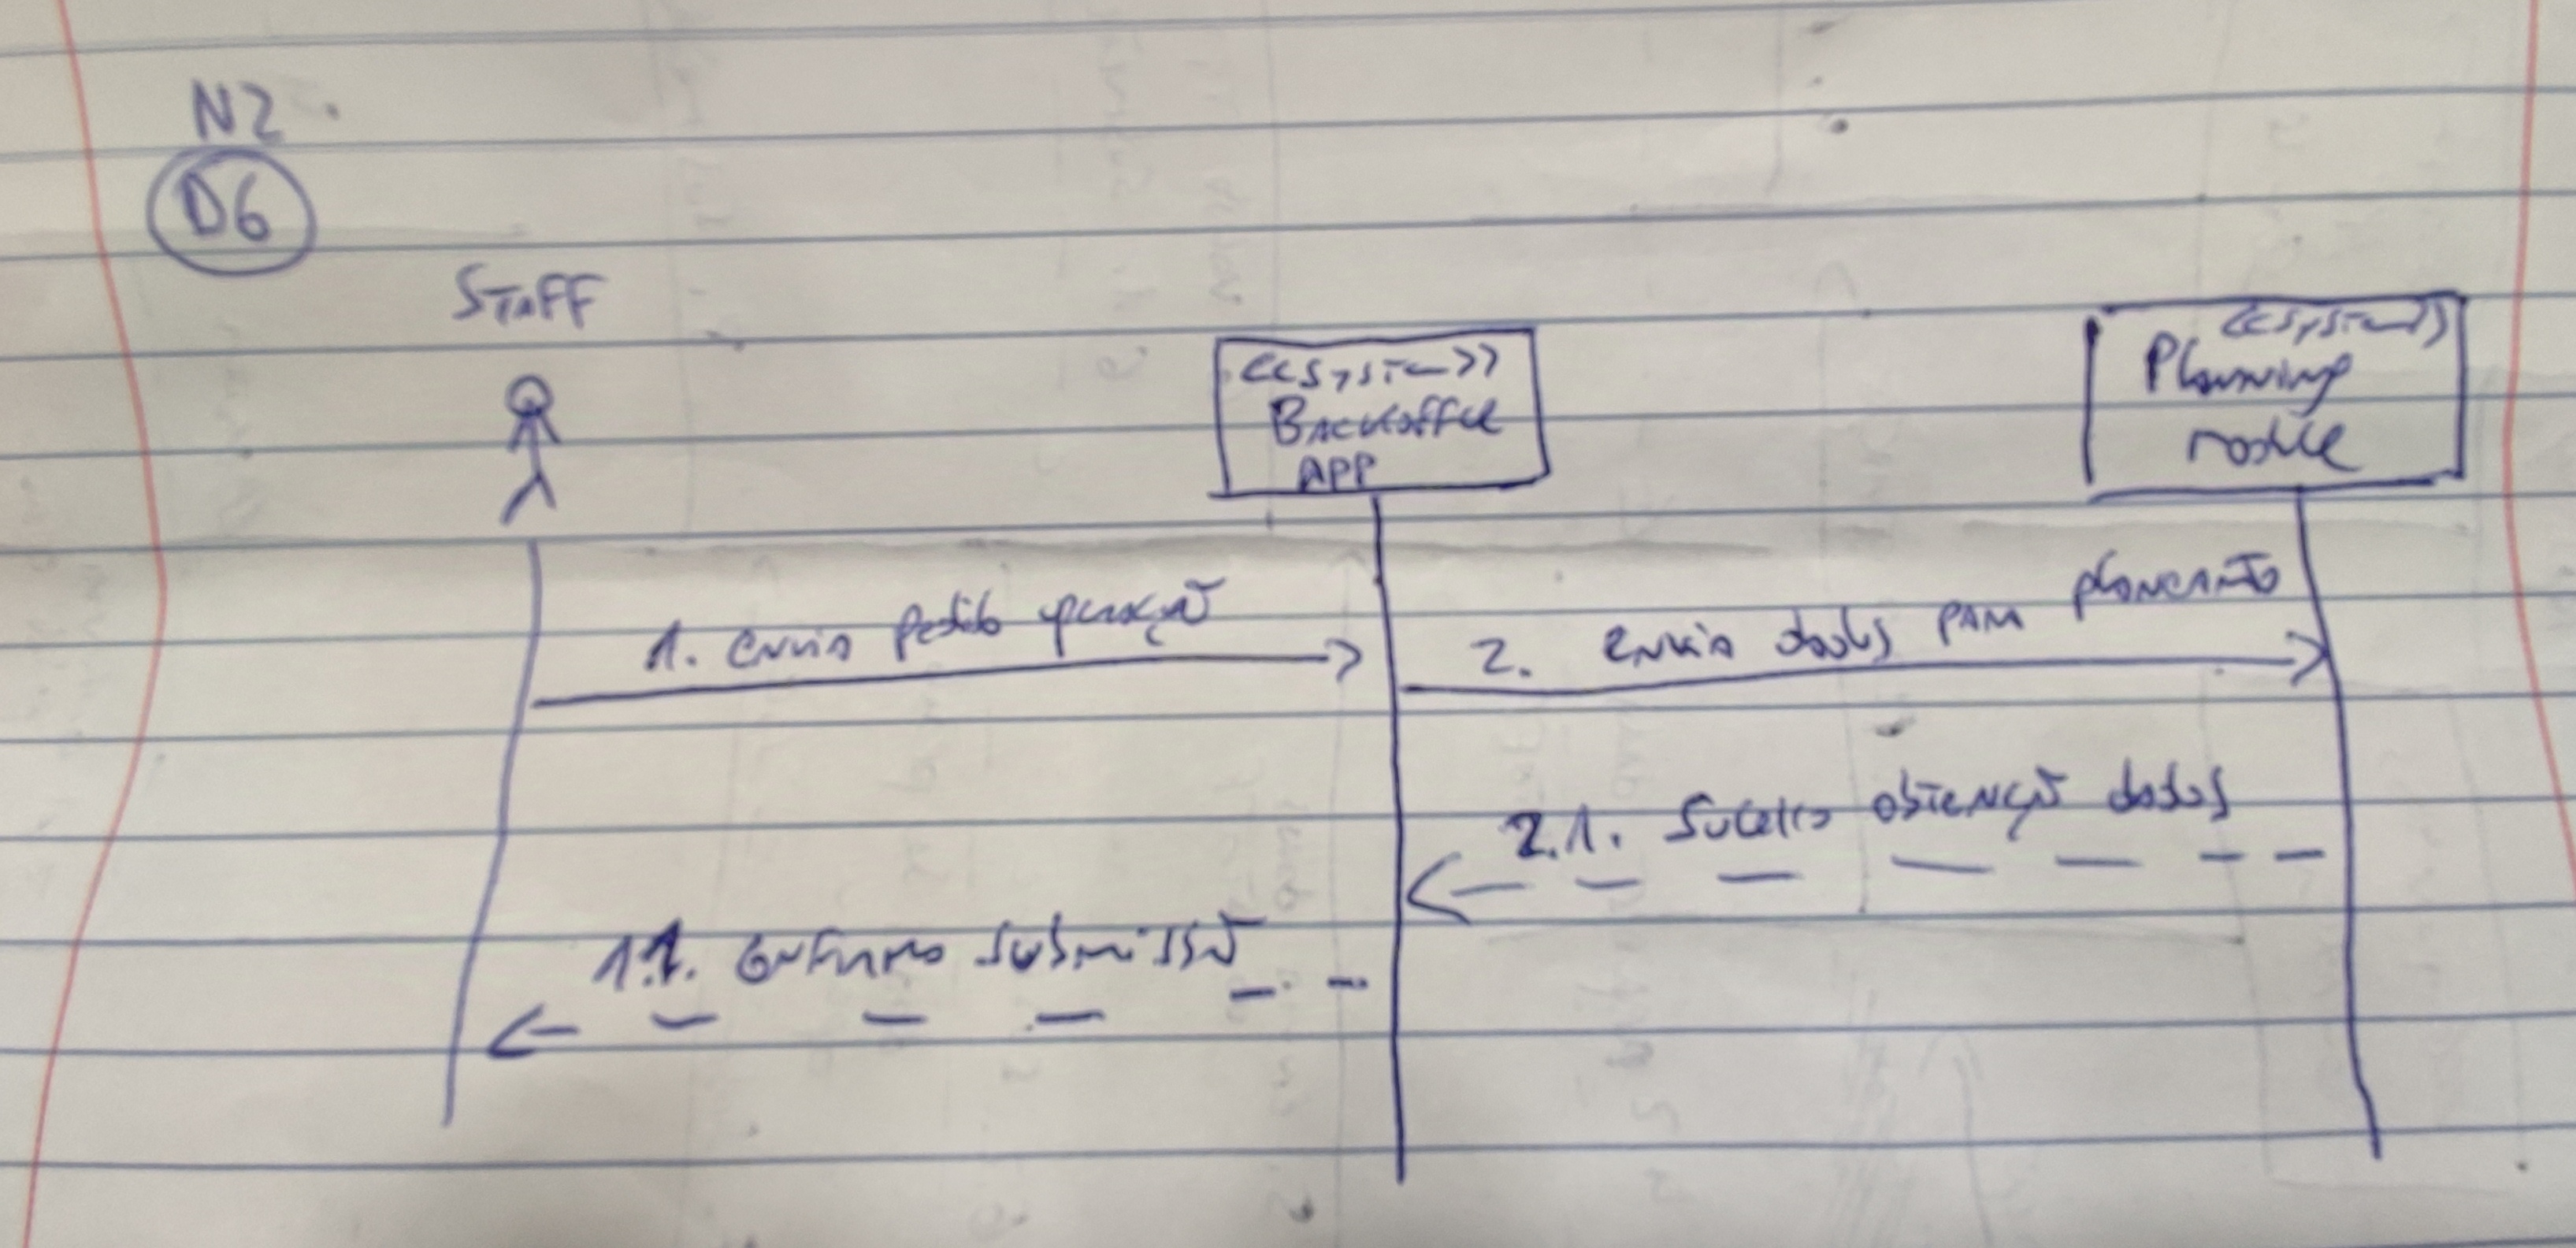 N2
D6
STAFF
<<System>>
Backoffice
APP
<<System>>
Planning
module
1. envia pedido operação
2. envia dados para
1.1. Confirma submissão
2.1. Sucesso obtenção dados